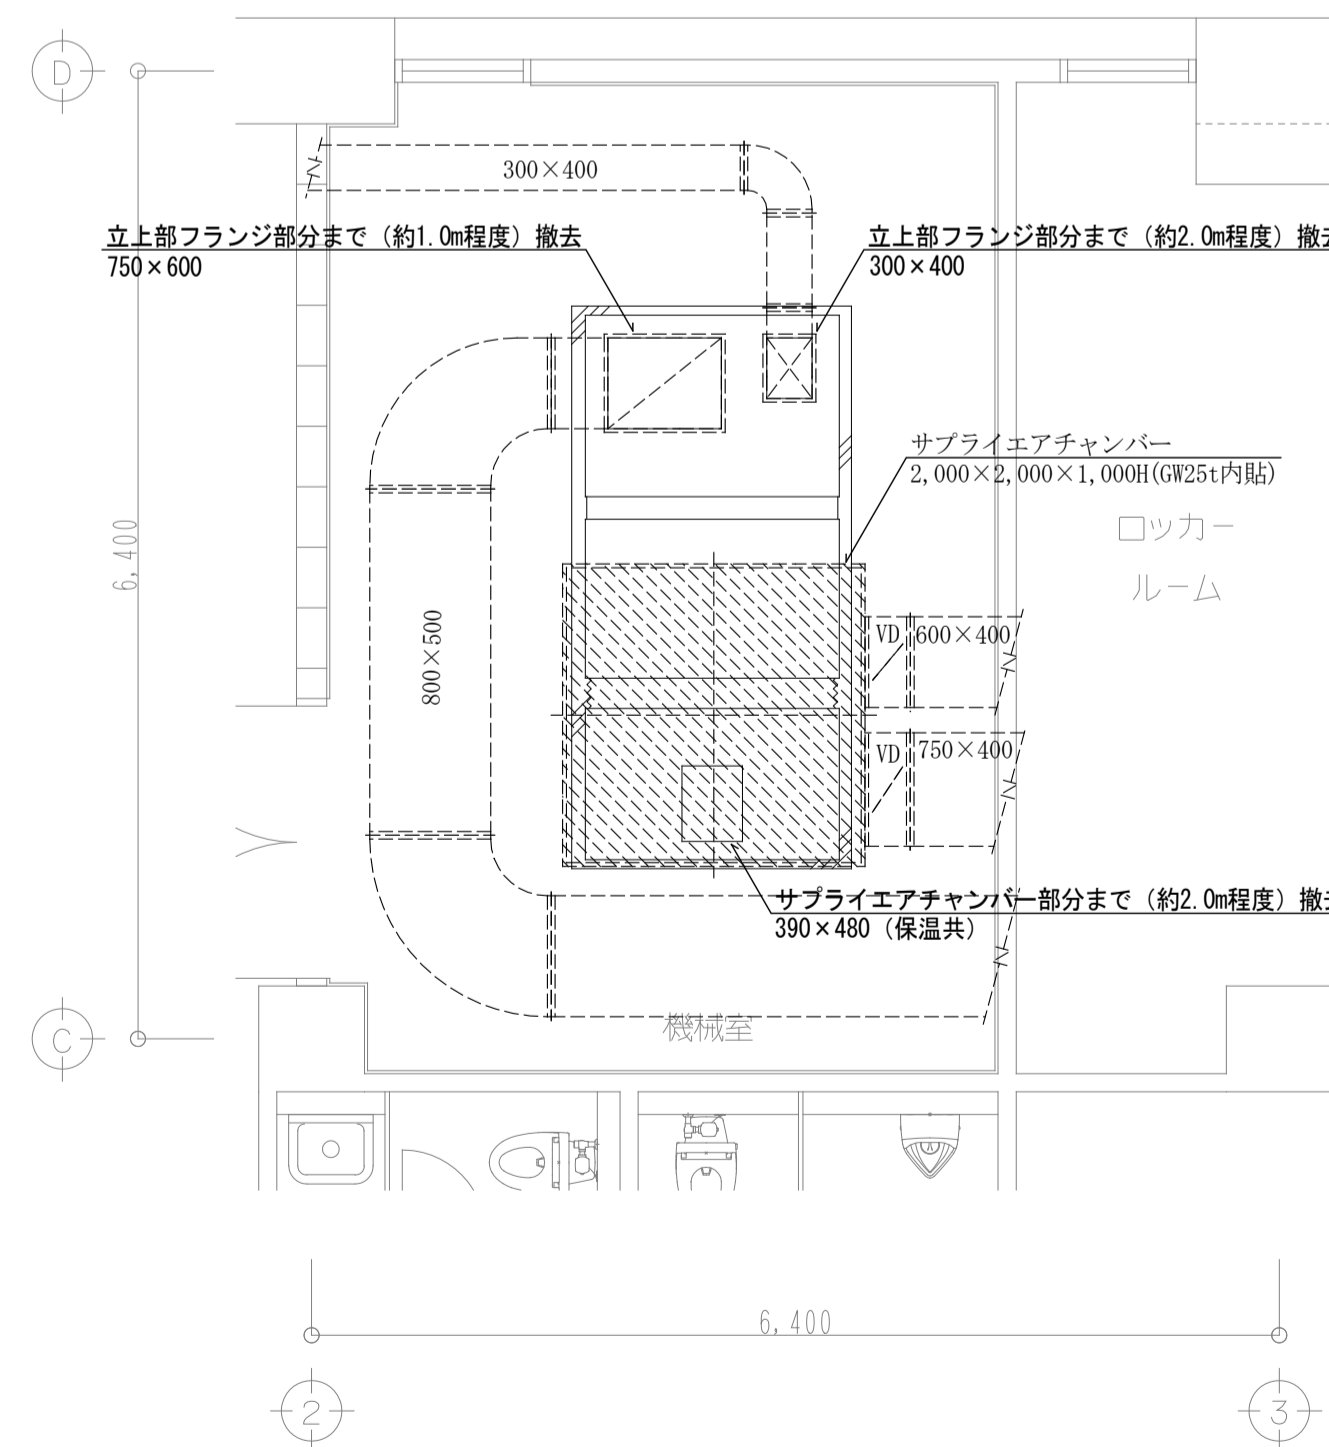 D
300×400
立上部フランジ部分まで（約1.0m程度）撤去
750×600
立上部フランジ部分まで（約2.0m程度）撤
300×400
サプライエアチャンバー
2,000×2,000×1,000H(GW25t内貼)
ロッカー
ルーム
6,400
800×500
VD
600×400
VD
750×400
サプライエアチャンバー部分まで（約2.0m程度）撤
390×480（保温共）
C
機械室
6,400
2
3